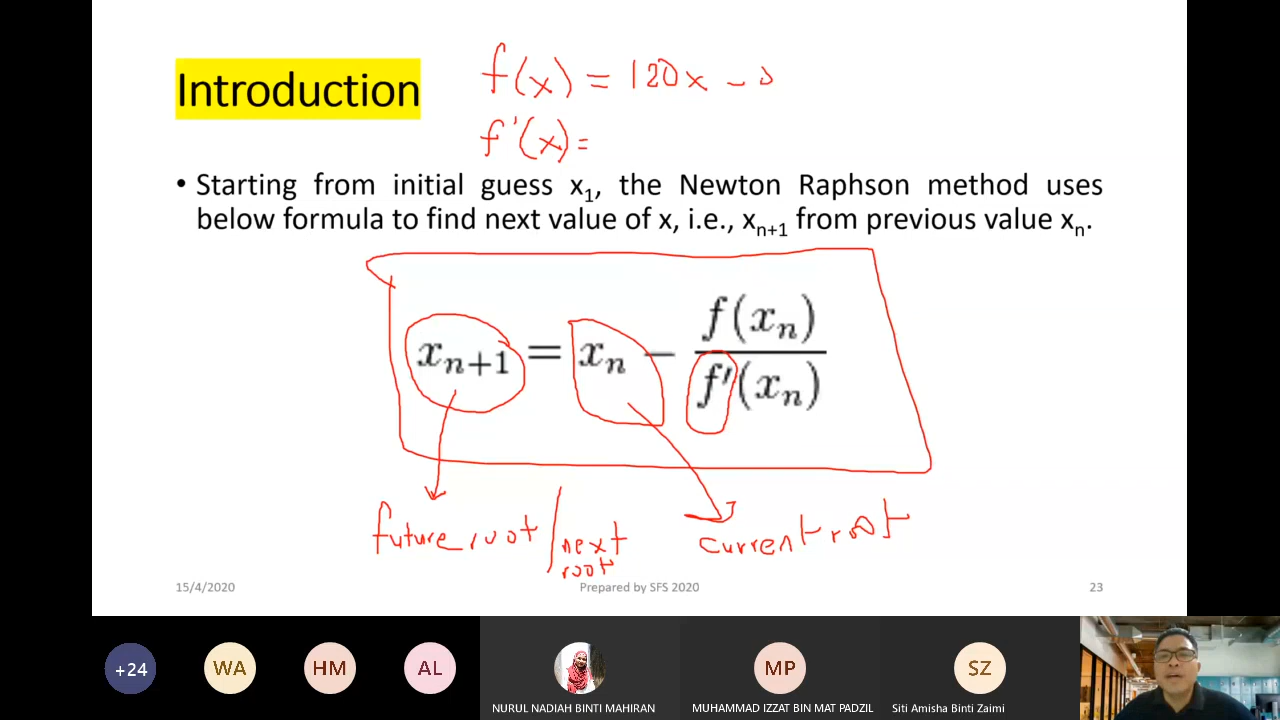 Introduction
f(x) = 120x -
f'(x) =
• Starting from initial guess x₁, the Newton Raphson method uses
below formula to find next value of x, i.e., xₙ₊₁ from previous value xₙ.
xₙ₊₁ = xₙ − f(xₙ) / f'(xₙ)
future root / next root
current root
15/4/2020 Prepared by SFS 2020 23
+24 WA HM AL MP SZ
NURUL NADIAH BINTI MAHIRAN MUHAMMAD IZZAT BIN MAT PADZIL Siti Amisha Binti Zaimi